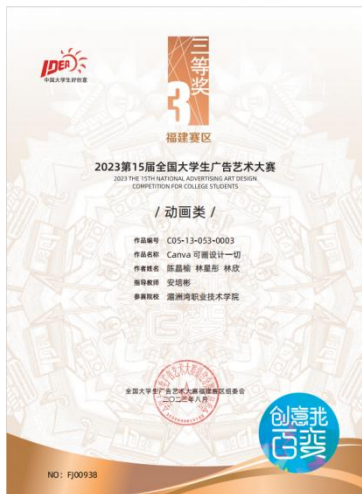 IDEA
中国大学生好创意
三等奖
3
福建赛区
2023第15届全国大学生广告艺术大赛
2023 THE 15TH NATIONAL ADVERTISING ART DESIGN
COMPETITION FOR COLLEGE STUDENTS
/ 动画类 /
作品编号 C05-13-053-0003
作品名称 Canva 可画设计一切
作者姓名 陈昌榆 林星彤 林欣
指导教师 安培彬
参赛院校 湄洲湾职业技术学院
全国大学生广告艺术大赛福建赛区组委会
二〇二三年八月
创意我
百变
NO：FJ00938